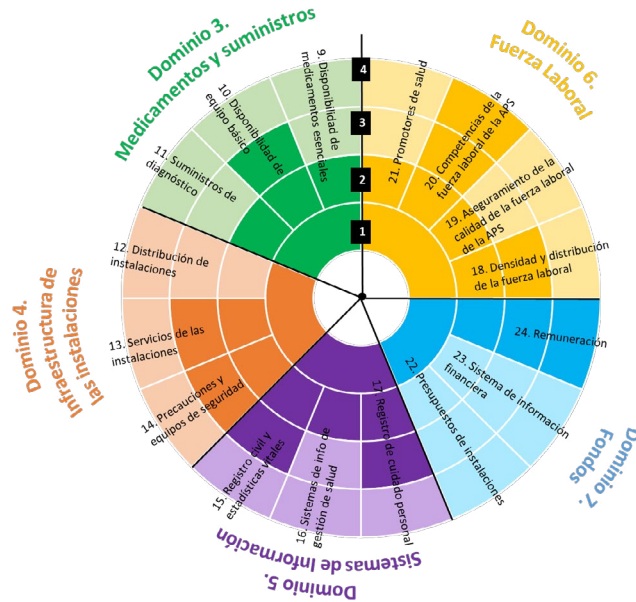 Dominio 3.
Medicamentos y suministros
9. Disponibilidad de
medicamentos esenciales
10. Disponibilidad de
equipo básico
11. Suministros de
diagnóstico
Dominio 4.
Infraestructura de
las instalaciones
12. Distribución de
instalaciones
13. Servicios de las
instalaciones
14. Precauciones y
equipos de seguridad
Dominio 5.
Sistemas de Información
15. Registro civil y
estadísticas vitales
16. Sistemas de info de
gestión de salud
17. Registro de cuidado personal
Dominio 6.
Fuerza Laboral
18. Densidad y distribución
de la fuerza laboral
19. Aseguramiento de la
calidad de la fuerza laboral
de la APS
20. Competencias de la
fuerza laboral de la APS
21. Promotores de salud
Dominio 7.
Fondos
22. Presupuestos de instalaciones
23. Sistema de información
financiera
24. Remuneración
4
3
2
1